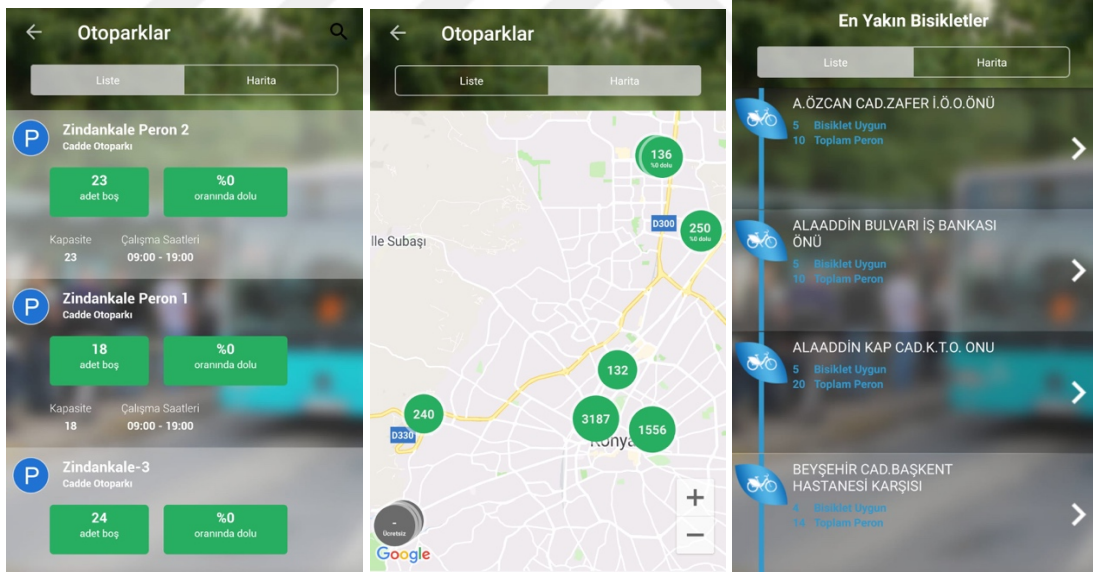 Otoparklar
Liste
Harita
Zindankale Peron 2
Cadde Otoparkı
23
adet boş
%0
oranında dolu
Kapasite
Çalışma Saatleri
23
09:00 - 19:00
Zindankale Peron 1
Cadde Otoparkı
18
adet boş
%0
oranında dolu
Kapasite
Çalışma Saatleri
18
09:00 - 19:00
Zindankale-3
Cadde Otoparkı
24
adet boş
%0
oranında dolu
Otoparklar
Liste
Harita
136
%0 dolu
D300
250
%0 dolu
lle Subaşı
132
240
3187
1556
D330
Konya
-
Ücretsiz
+
−
Google
En Yakın Bisikletler
Liste
Harita
A.ÖZCAN CAD.ZAFER İ.Ö.O.ÖNÜ
5 Bisiklet Uygun
10 Toplam Peron
ALAADDİN BULVARI İŞ BANKASI
ÖNÜ
5 Bisiklet Uygun
10 Toplam Peron
ALAADDİN KAP CAD.K.T.O. ONU
5 Bisiklet Uygun
20 Toplam Peron
BEYŞEHİR CAD.BAŞKENT
HASTANESİ KARŞISI
4 Bisiklet Uygun
14 Toplam Peron